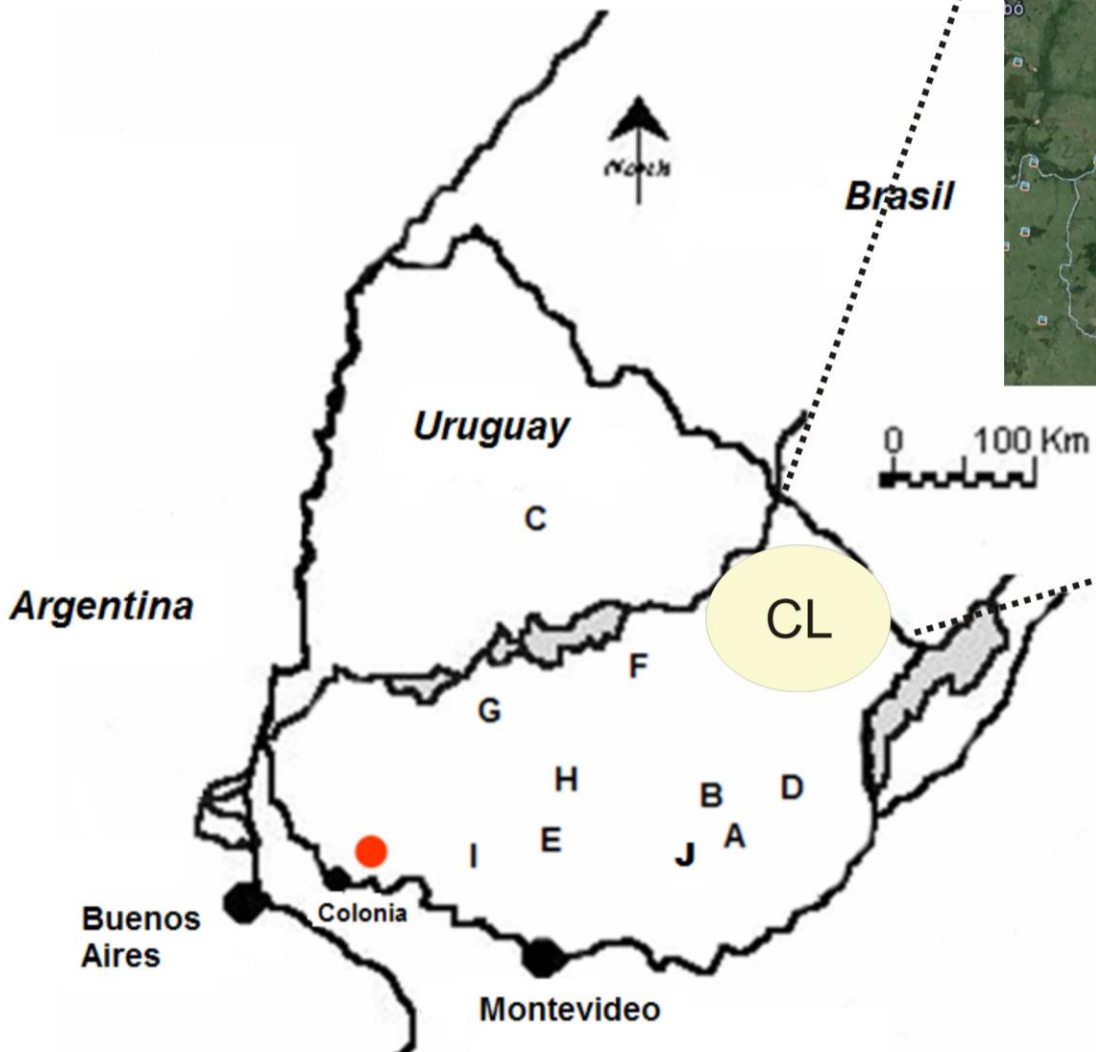 North
Brasil
Uruguay
0 100 Km
C
Argentina
CL
F
G
H
B
D
E
A
I
J
Colonia
Buenos
Aires
Montevideo